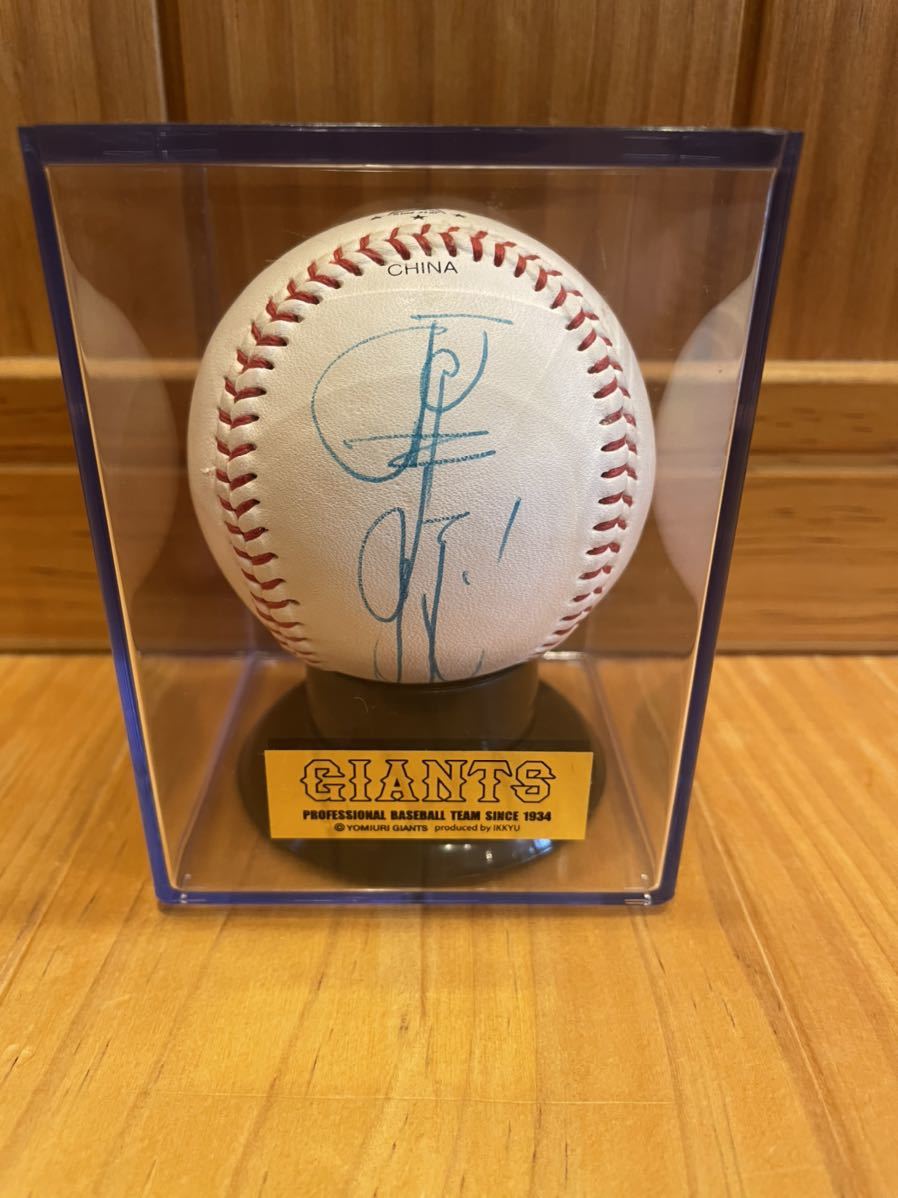 CHINA
GIANTS
PROFESSIONAL BASEBALL TEAM SINCE 1934
© YOMIURI GIANTS produced by IKKYU